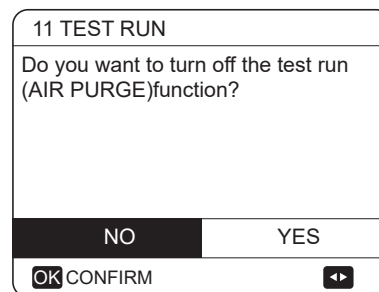 11 TEST RUN
Do you want to turn off the test run
(AIR PURGE)function?
NO YES
OK CONFIRM